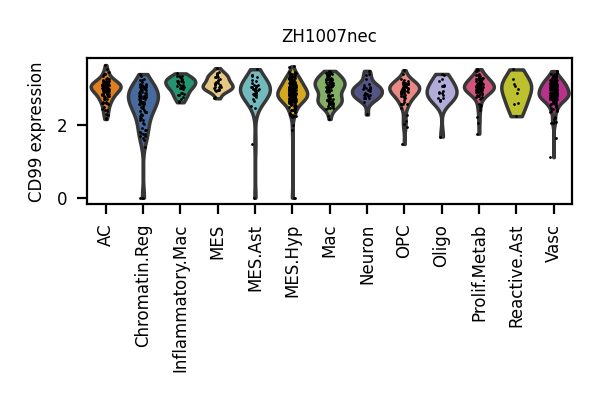 ZH1007nec
CD99 expression
2
0
AC
Chromatin.Reg
Inflammatory.Mac
MES
MES.Ast
MES.Hyp
Mac
Neuron
OPC
Oligo
Prolif.Metab
Reactive.Ast
Vasc